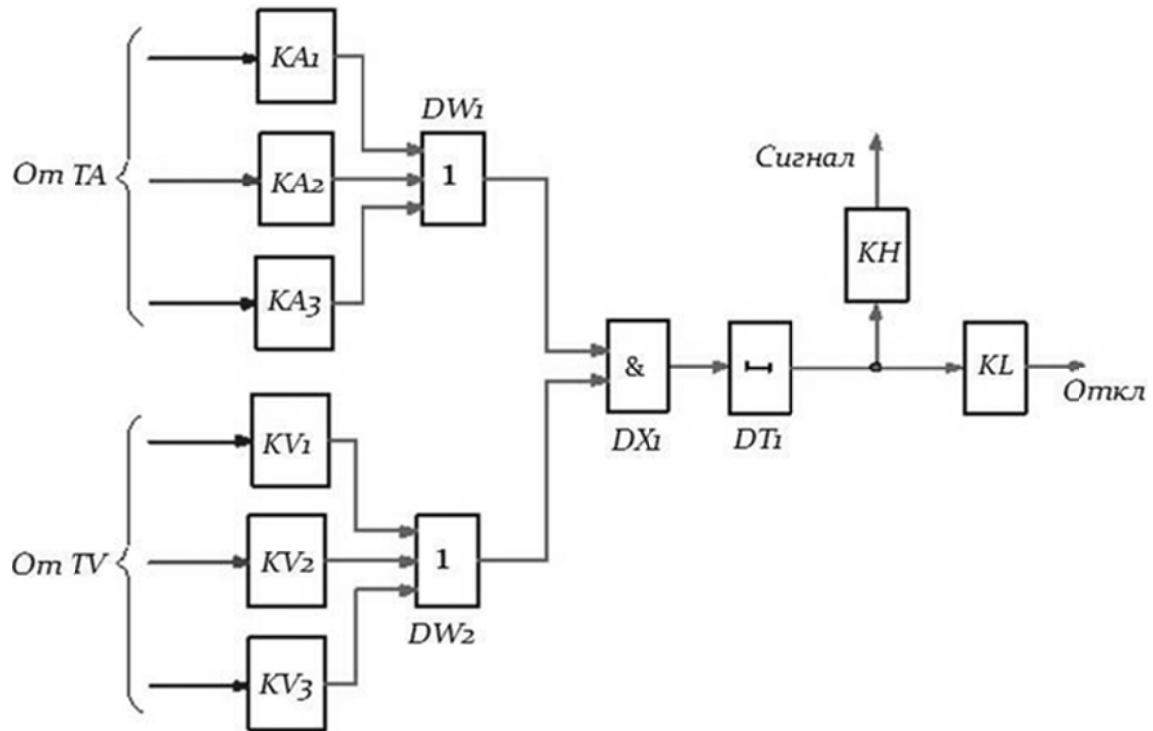 KA1
DW1
От TA
KA2
1
Сигнал
KA3
KH
&
KL
Откл
DX1
DT1
KV1
От TV
KV2
1
DW2
KV3